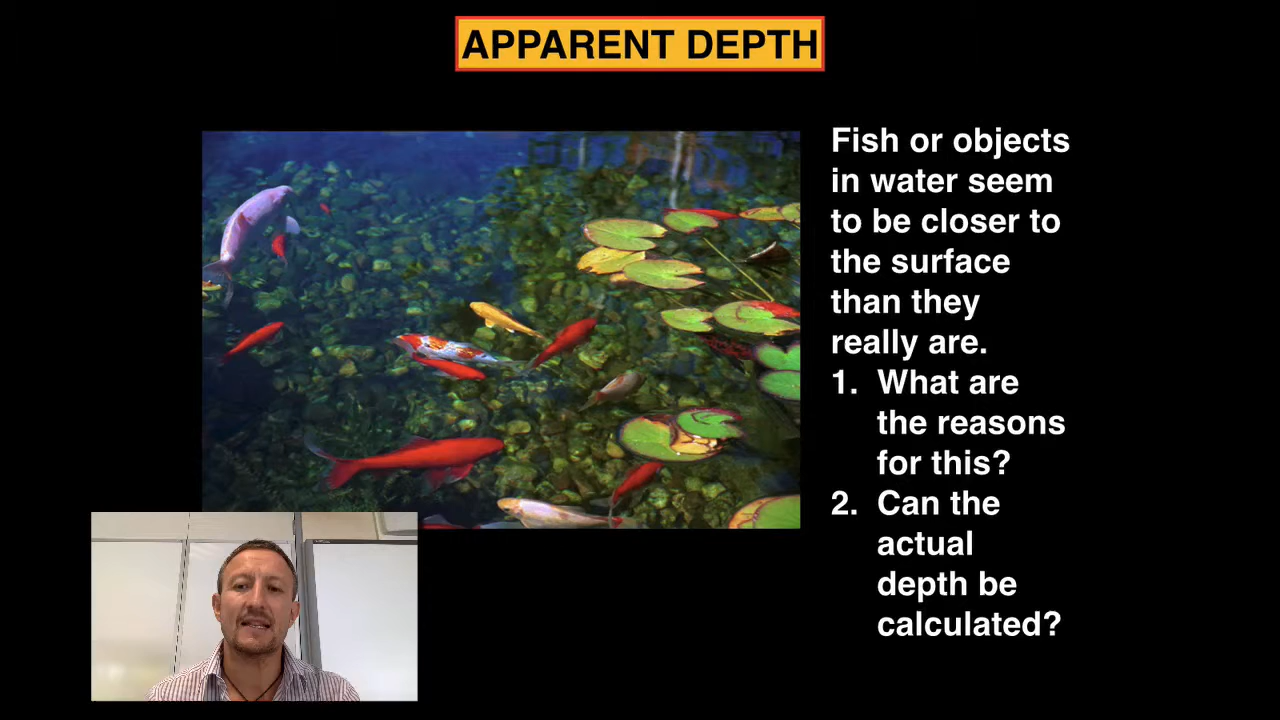 APPARENT DEPTH
Fish or objects
in water seem
to be closer to
the surface
than they
really are.
1. What are
the reasons
for this?
2. Can the
actual
depth be
calculated?